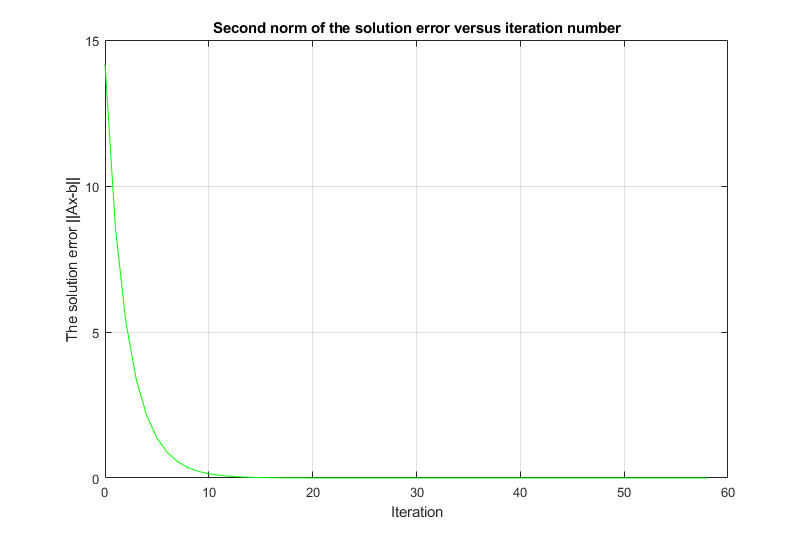 Second norm of the solution error versus iteration number
15
10
5
0
The solution error ||Ax-b||
0 10 20 30 40 50 60
Iteration